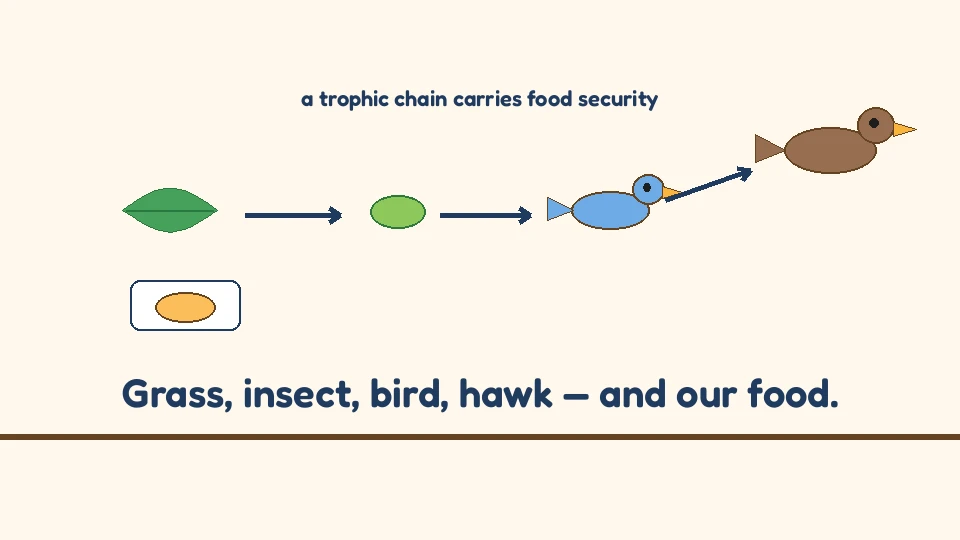 a trophic chain carries food security
Grass, insect, bird, hawk — and our food.